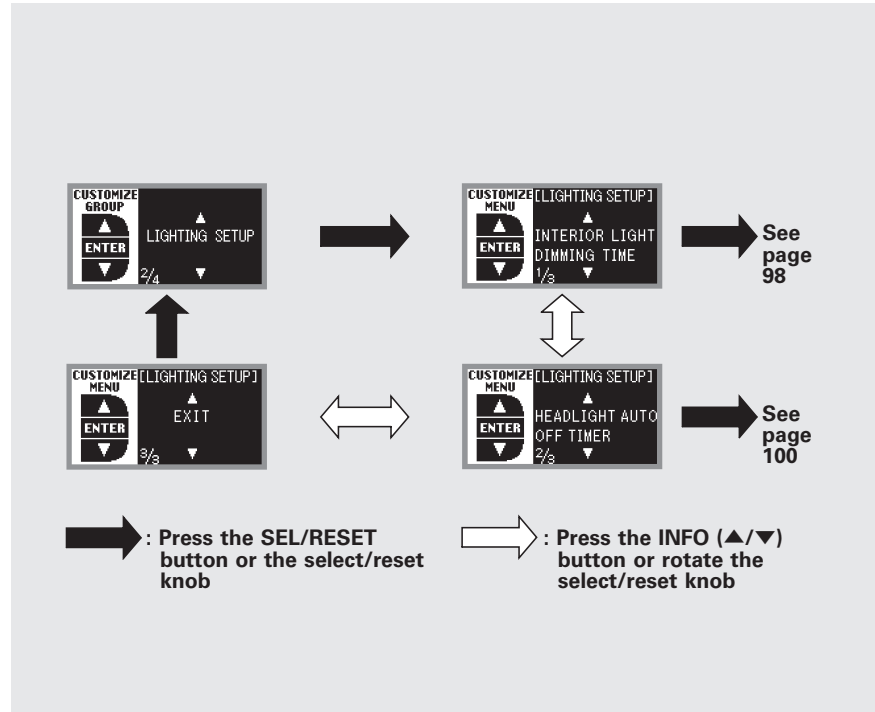 CUSTOMIZE
GROUP
ENTER
LIGHTING SETUP
2/4
CUSTOMIZE
MENU
ENTER
[LIGHTING SETUP]
INTERIOR LIGHT
DIMMING TIME
1/3
See
page
98
CUSTOMIZE
MENU
ENTER
[LIGHTING SETUP]
EXIT
3/3
CUSTOMIZE
MENU
ENTER
[LIGHTING SETUP]
HEADLIGHT AUTO
OFF TIMER
2/3
See
page
100
: Press the SEL/RESET
button or the select/reset
knob
: Press the INFO (▲/▼)
button or rotate the
select/reset knob